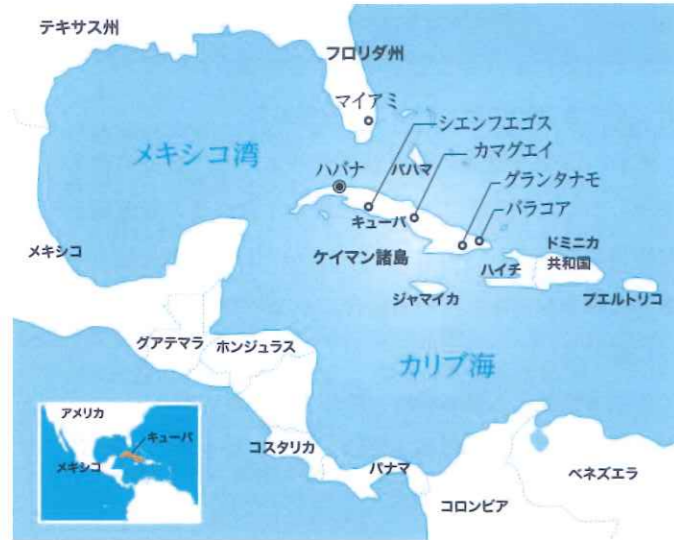 テキサス州
フロリダ州
マイアミ
シエンフエゴス
メキシコ湾
カマグエイ
ハバナ
バハマ
グランタナモ
キューバ
バラコア
メキシコ
ケイマン諸島
ドミニカ
共和国
ハイチ
ジャマイカ
プエルトリコ
グアテマラ
ホンジュラス
カリブ海
アメリカ
キューバ
メキシコ
コスタリカ
パナマ
ベネズエラ
コロンビア